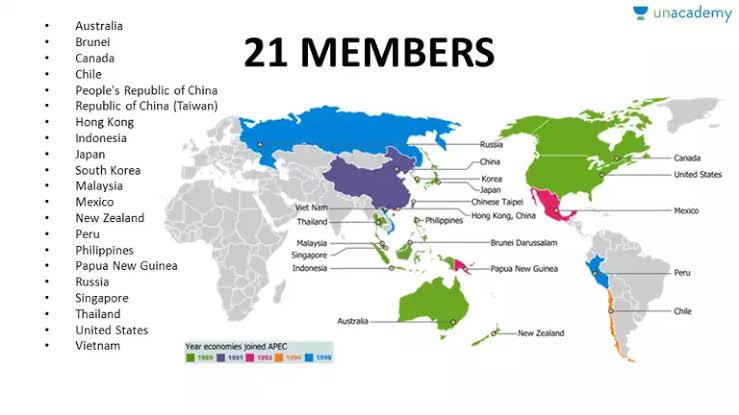 unacademy
21 MEMBERS
• Australia
• Brunei
• Canada
• Chile
• People's Republic of China
• Republic of China (Taiwan)
• Hong Kong
• Indonesia
• Japan
• South Korea
• Malaysia
• Mexico
• New Zealand
• Peru
• Philippines
• Papua New Guinea
• Russia
• Singapore
• Thailand
• United States
• Vietnam
Russia
China
Korea
Japan
Chinese Taipei
Hong Kong, China
Viet Nam
Thailand
Philippines
Malaysia
Singapore
Indonesia
Brunei Darussalam
Papua New Guinea
Australia
New Zealand
Canada
United States
Mexico
Peru
Chile
Year economies joined APEC
1989 1991 1993 1994 1998